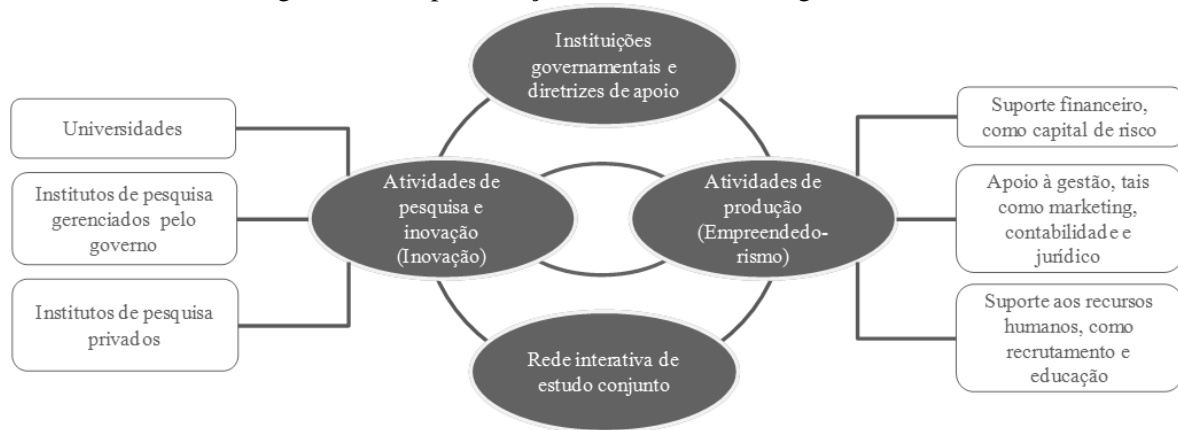 Instituições
governamentais e
diretrizes de apoio
Universidades
Institutos de pesquisa
gerenciados pelo
governo
Institutos de pesquisa
privados
Atividades de
pesquisa e
inovação
(Inovação)
Atividades de
produção
(Empreendedo-
rismo)
Rede interativa de
estudo conjunto
Suporte financeiro,
como capital de risco
Apoio à gestão, tais
como marketing,
contabilidade e
jurídico
Suporte aos recursos
humanos, como
recrutamento e
educação